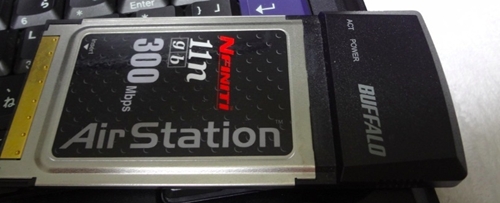 NFINITI
11n
g b
300 Mbps
AirStation
ACT
POWER
BUFFALO